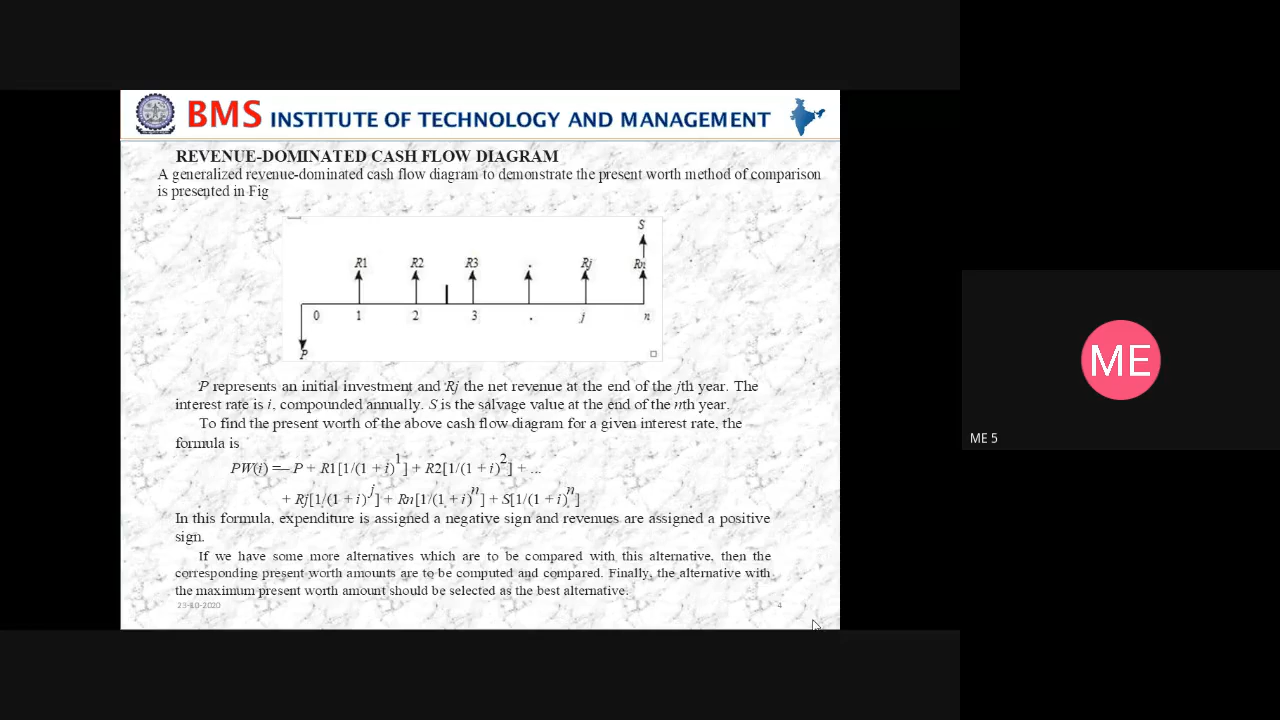 BMS INSTITUTE OF TECHNOLOGY AND MANAGEMENT
REVENUE-DOMINATED CASH FLOW DIAGRAM
A generalized revenue-dominated cash flow diagram to demonstrate the present worth method of comparison
is presented in Fig
S
R1 R2 R3 . Rj Rn
0 1 2 3 . j n
P
P represents an initial investment and Rj the net revenue at the end of the jth year. The
interest rate is i, compounded annually. S is the salvage value at the end of the nth year.
To find the present worth of the above cash flow diagram for a given interest rate, the
formula is
PW(i) = — P + R1[1/(1 + i)^1] + R2[1/(1 + i)^2] + ...
+ Rj[1/(1 + i)^j] + Rn[1/(1 + i)^n] + S[1/(1 + i)^n]
In this formula, expenditure is assigned a negative sign and revenues are assigned a positive
sign.
If we have some more alternatives which are to be compared with this alternative, then the
corresponding present worth amounts are to be computed and compared. Finally, the alternative with
the maximum present worth amount should be selected as the best alternative.
23-10-2020 4
ME
ME 5